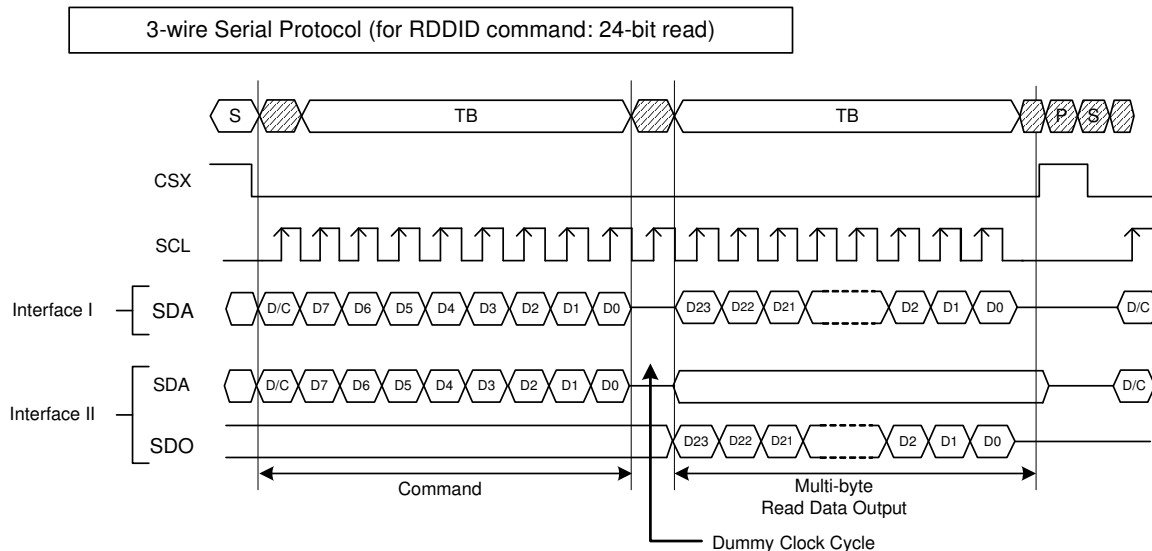 3-wire Serial Protocol (for RDDID command: 24-bit read)
S TB TB P S
CSX
SCL
Interface I SDA D/C D7 D6 D5 D4 D3 D2 D1 D0 D23 D22 D21 D2 D1 D0 D/C
SDA D/C D7 D6 D5 D4 D3 D2 D1 D0 D/C
Interface II
SDO D23 D22 D21 D2 D1 D0
Command Multi-byte
Read Data Output
Dummy Clock Cycle